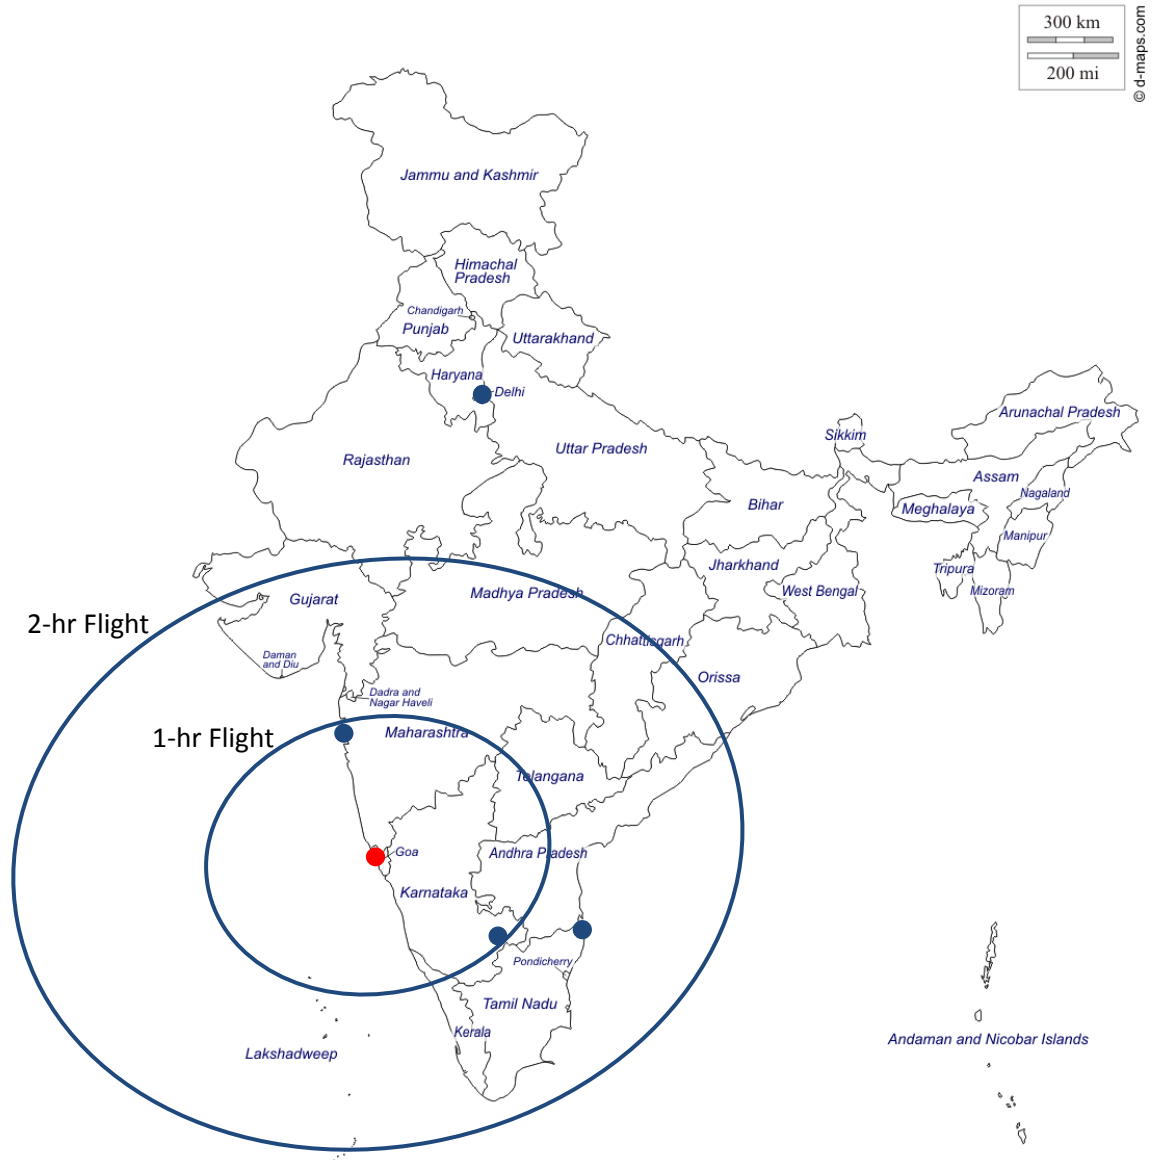 300 km
200 mi
© d-maps.com
Jammu and Kashmir
Himachal
Pradesh
Chandigarh
Punjab
Uttarakhand
Haryana
Delhi
Arunachal Pradesh
Sikkim
Uttar Pradesh
Rajasthan
Assam
Nagaland
Bihar
Meghalaya
Manipur
Jharkhand
Tripura
West Bengal
Mizoram
Madhya Pradesh
Gujarat
2-hr Flight
Chhattisgarh
Daman
and Diu
Orissa
Dadra and
Nagar Haveli
1-hr Flight
Maharashtra
Telangana
Goa
Andhra Pradesh
Karnataka
Pondicherry
Tamil Nadu
Kerala
Lakshadweep
Andaman and Nicobar Islands